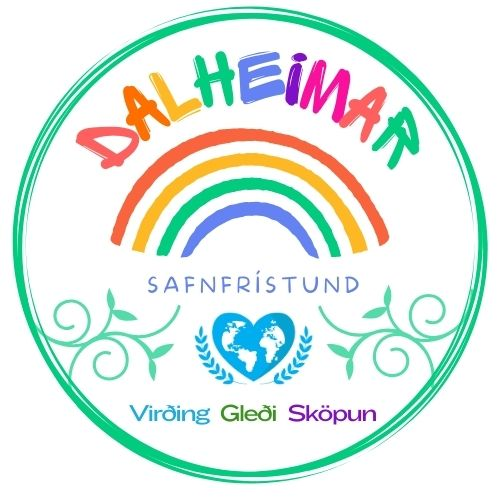 DALHEIMAR
SAFNFRÍSTUND
Virðing Gleði Sköpun